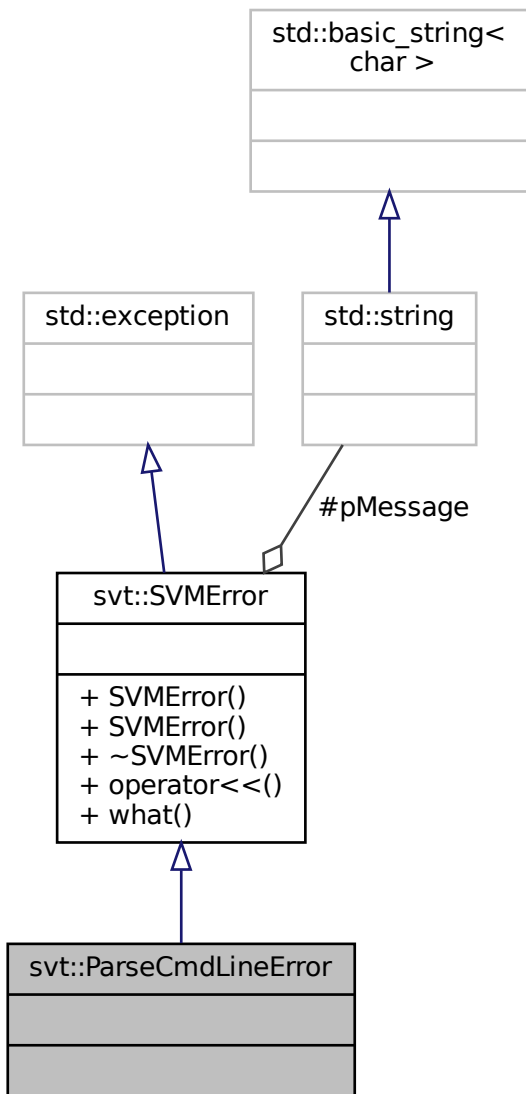 std::basic_string<
char >
std::exception
std::string
#pMessage
svt::SVMError
+ SVMError()
+ SVMError()
+ ~SVMError()
+ operator<<()
+ what()
svt::ParseCmdLineError